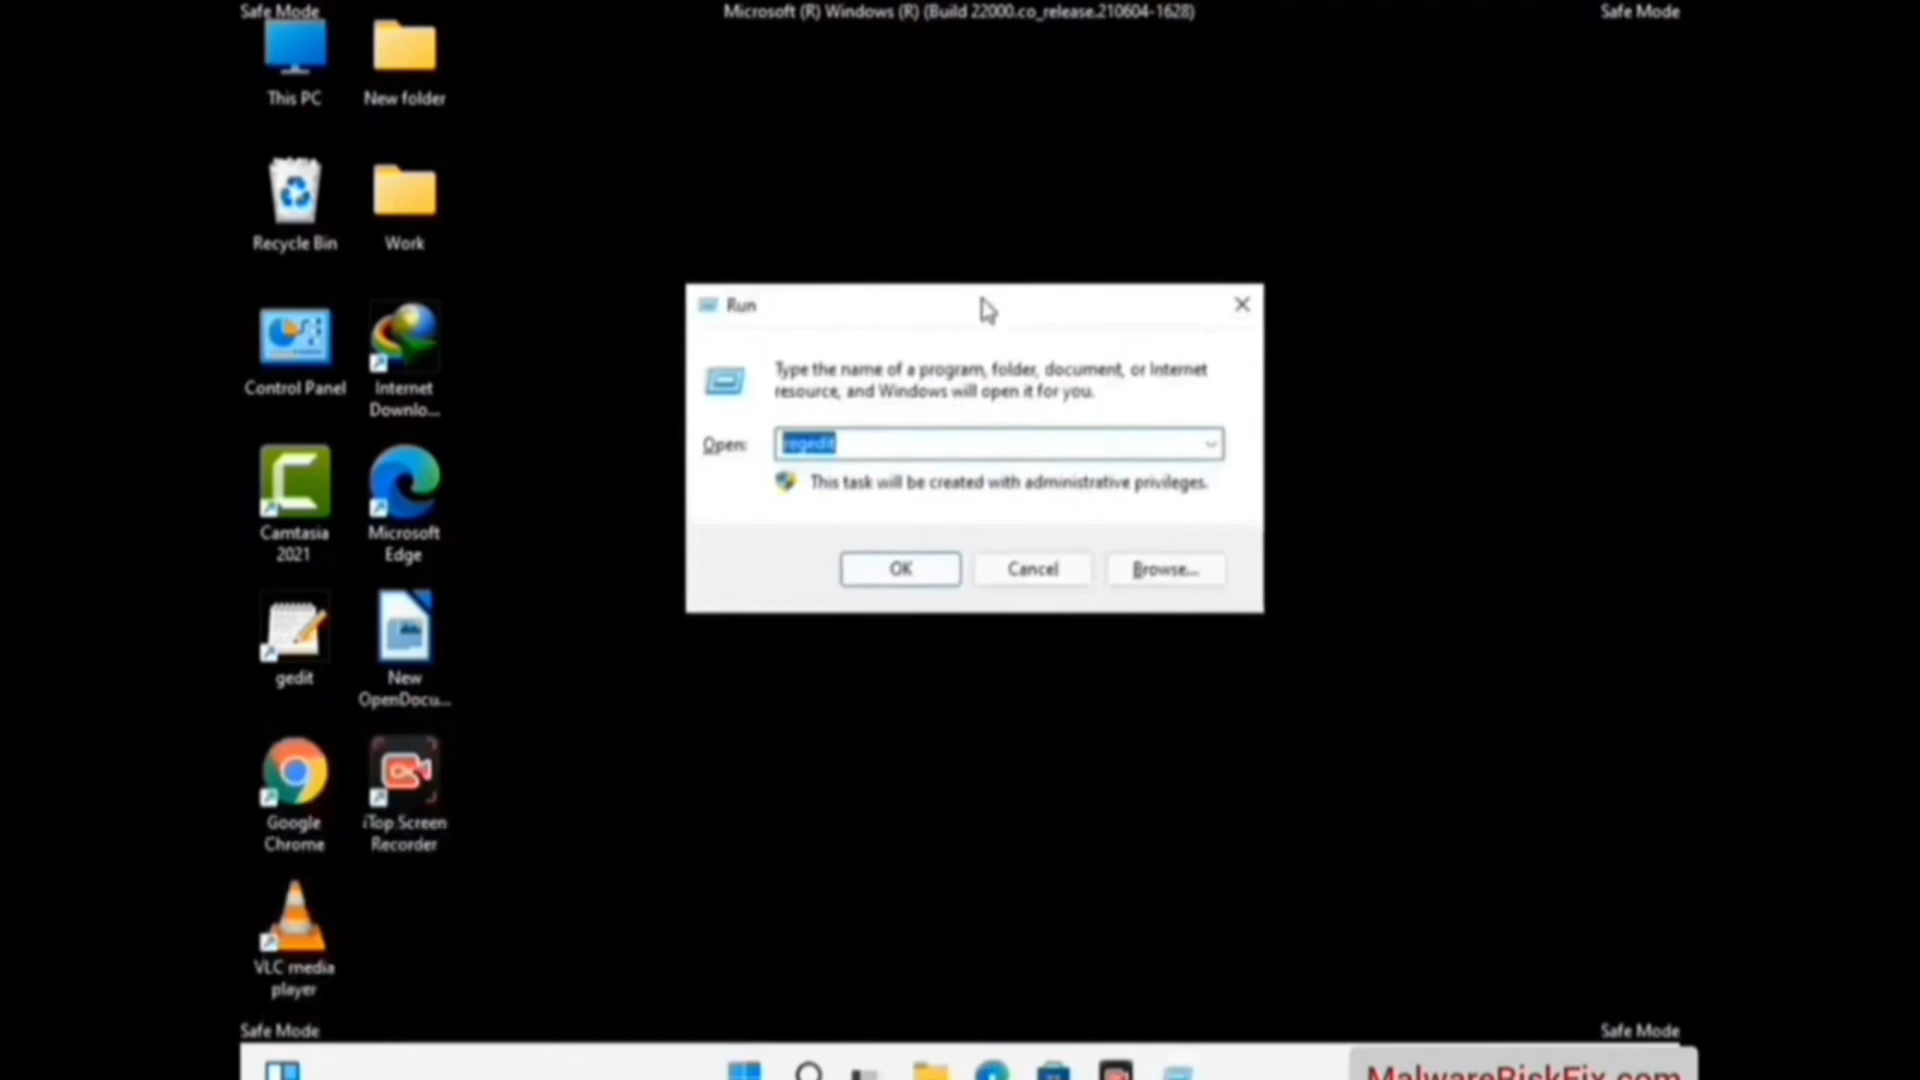 Safe Mode
Microsoft (R) Windows (R) (Build 22000.co_release.210604-1628)
Safe Mode
This PC
New folder
Recycle Bin
Work
Control Panel
Internet
Downlo...
Camtasia
2021
Microsoft
Edge
gedit
New
OpenDocu...
Google
Chrome
iTop Screen
Recorder
VLC media
player
Run
Type the name of a program, folder, document, or Internet
resource, and Windows will open it for you.
Open:
regedit
This task will be created with administrative privileges.
OK
Cancel
Browse...
Safe Mode
Safe Mode
MalwareRiskFix.com